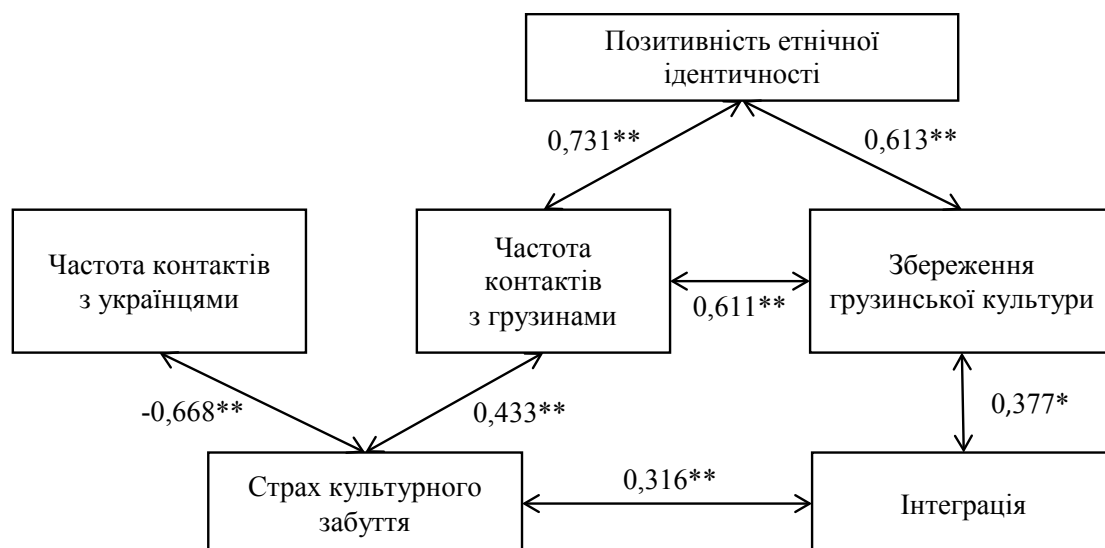 Позитивність етнічної
ідентичності
0,731**
0,613**
Частота контактів
з українцями
Частота
контактів
з грузинами
0,611**
Збереження
грузинської культури
-0,668**
0,433**
0,377*
Страх культурного
забуття
0,316**
Інтеграція